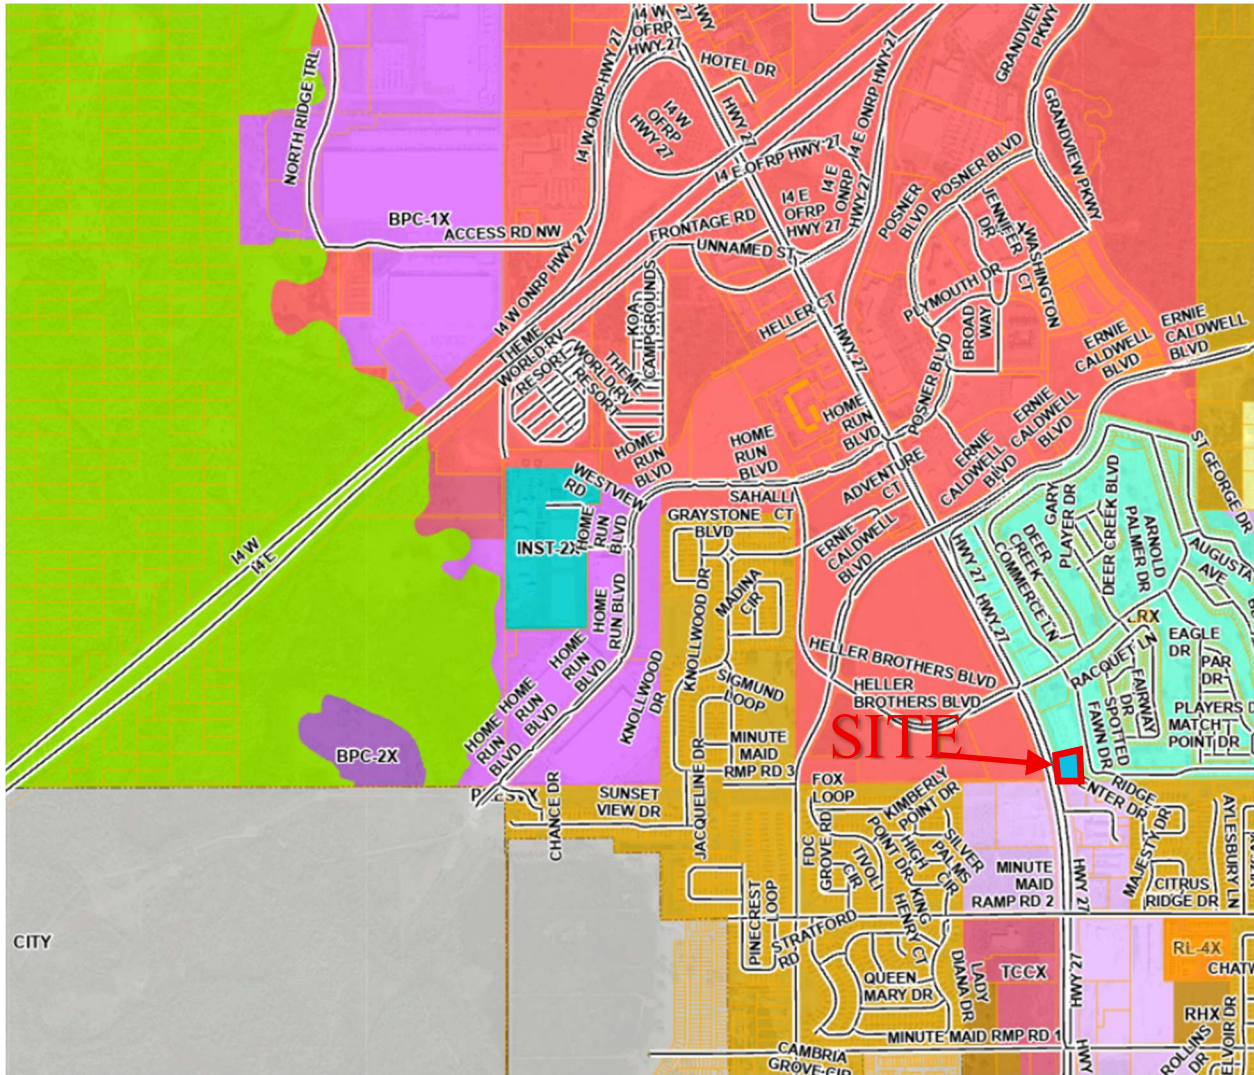 I4 W
OFRP
HWY 27
HWY 27
HWY
GRANDVIEW
PKWY
HOTEL DR
NORTH RIDGE TRL
I4 W ONRP HWY 27
I4 W
OFRP
HWY 27
HWY 27
I4 E ONRP HWY 27
GRANDVIEW PKWY
I4 E OFRP HWY 27
I4 E
OFRP
HWY 27
I4 E
ONRP
HWY 27
POSNER BLVD
POSNER
BLVD
JENNIFER
DR
WASHINGTON
CT
BPC-1X
ACCESS RD NW
FRONTAGE RD
UNNAMED ST
I4 W ONRP HWY 27
KOA
CAMPGROUNDS
HELLER CT
HWY 27
PLYMOUTH DR
BROAD
WAY
ERNIE
CALDWELL
BLVD
ERNIE
CALDWELL
BLVD
THEME
WORLD RV
RESORT
THEME
WORLD RV
RESORT
POSNER BLVD
HOME
RUN
BLVD
HOME
RUN
BLVD
HOME
RUN
BLVD
ERNIE
CALDWELL
BLVD
ERNIE
CALDWELL
BLVD
ST GEORGE DR
WESTVIEW
RD
SAHALLI
CT
ADVENTURE
CT
GRAYSTONE
BLVD
ERNIE
CALDWELL
BLVD
GARY
PLAYER DR
DEER CREEK BLVD
ARNOLD
PALMER DR
AUGUSTA
AVE
INST-2X
HOME
RUN
BLVD
I4 W
I4 E
HWY 27
HWY 27
DEER
CREEK
COMMERCE LN
MADINA
CIR
KNOLLWOOD DR
HOME
RUN BLVD
HOME
RUN
BLVD
KNOLLWOOD
DR
HELLER BROTHERS BLVD
HELLER
BROTHERS BLVD
RACQUET LN
EAGLE
DR
PAR
DR
FAIRWAY
DR
SPOTTED
FAWN DR
PLAYERS D
MATCH
POINT DR
SIGMUND
LOOP
HOME
RUN
BLVD
HOME
RUN
BLVD
MINUTE
MAID
RMP RD 3
SITE
BPC-2X
JACQUELINE DR
FOX
LOOP
KIMBERLY
POINT DR
RIDGE
CENTER DR
CHANCE DR
SUNSET
VIEW DR
FDC
GROVE RD
TIVOLI
CIR
POINT DR
HIGH
SILVER
PALMS
CIR
MAJESTY DR
AYLESBURY LN
MINUTE
MAID
RAMP RD 2
HWY 27
CITRUS
RIDGE DR
PINECREST
LOOP
STRATFORD
RD
KING
HENRY CT
CITY
QUEEN
MARY DR
LADY
DIANA DR
TCCX
HWY 27
RL-4X
CHATW
RHX
MINUTE MAID RMP RD 1
CAMBRIA
GROVE CIR
HWY
ROLLINS
DR
ELVOIR DR